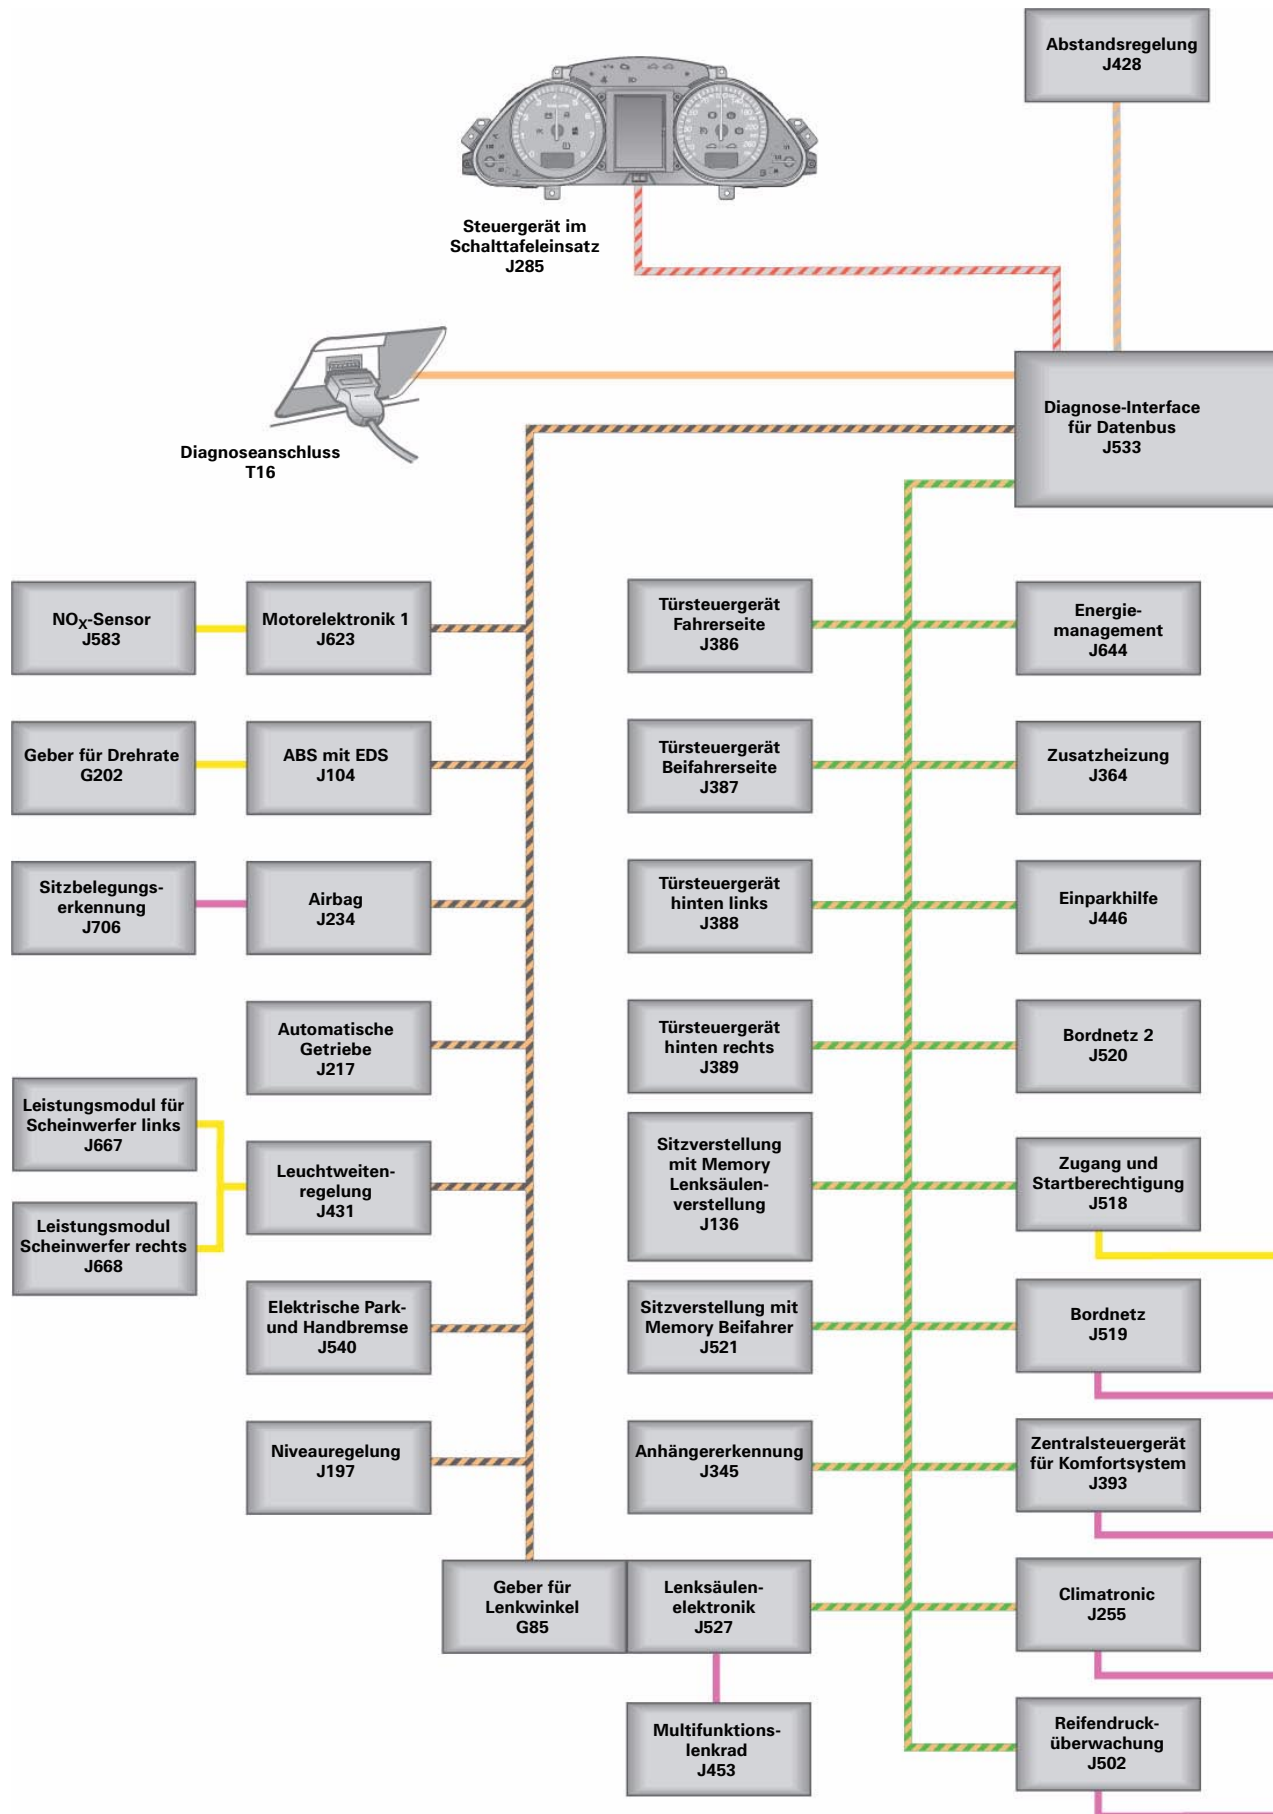 Abstandsregelung
J428
Steuergerät im
Schalttafeleinsatz
J285
Diagnoseanschluss
T16
Diagnose-Interface
für Datenbus
J533
NOX-Sensor
J583
Motorelektronik 1
J623
Türsteuergerät
Fahrerseite
J386
Energie-
management
J644
Geber für Drehrate
G202
ABS mit EDS
J104
Türsteuergerät
Beifahrerseite
J387
Zusatzheizung
J364
Sitzbelegungs-
erkennung
J706
Airbag
J234
Türsteuergerät
hinten links
J388
Einparkhilfe
J446
Automatische
Getriebe
J217
Türsteuergerät
hinten rechts
J389
Bordnetz 2
J520
Leistungsmodul für
Scheinwerfer links
J667
Leistungsmodul
Scheinwerfer rechts
J668
Leuchtweiten-
regelung
J431
Sitzverstellung
mit Memory
Lenksäulen-
verstellung
J136
Zugang und
Startberechtigung
J518
Elektrische Park-
und Handbremse
J540
Sitzverstellung mit
Memory Beifahrer
J521
Bordnetz
J519
Niveauregelung
J197
Anhängererkennung
J345
Zentralsteuergerät
für Komfortsystem
J393
Geber für
Lenkwinkel
G85
Lenksäulen-
elektronik
J527
Climatronic
J255
Multifunktions-
lenkrad
J453
Reifendruck-
überwachung
J502